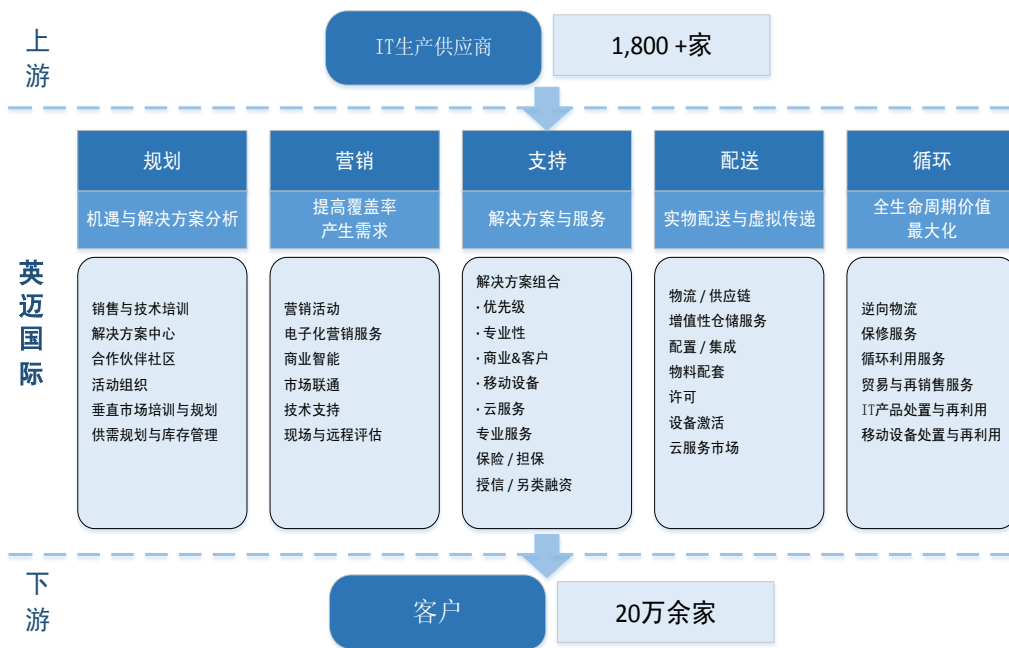 上游
IT生产供应商
1,800 +家
英迈国际
规划
机遇与解决方案分析
销售与技术培训
解决方案中心
合作伙伴社区
活动组织
垂直市场培训与规划
供需规划与库存管理
营销
提高覆盖率
产生需求
营销活动
电子化营销服务
商业智能
市场联通
技术支持
现场与远程评估
支持
解决方案与服务
解决方案组合
· 优先级
· 专业性
· 商业&客户
· 移动设备
· 云服务
专业服务
保险 / 担保
授信 / 另类融资
配送
实物配送与虚拟传递
物流 / 供应链
增值性仓储服务
配置 / 集成
物料配套
许可
设备激活
云服务市场
循环
全生命周期价值
最大化
逆向物流
保修服务
循环利用服务
贸易与再销售服务
IT产品处置与再利用
移动设备处置与再利用
下游
客户
20万余家